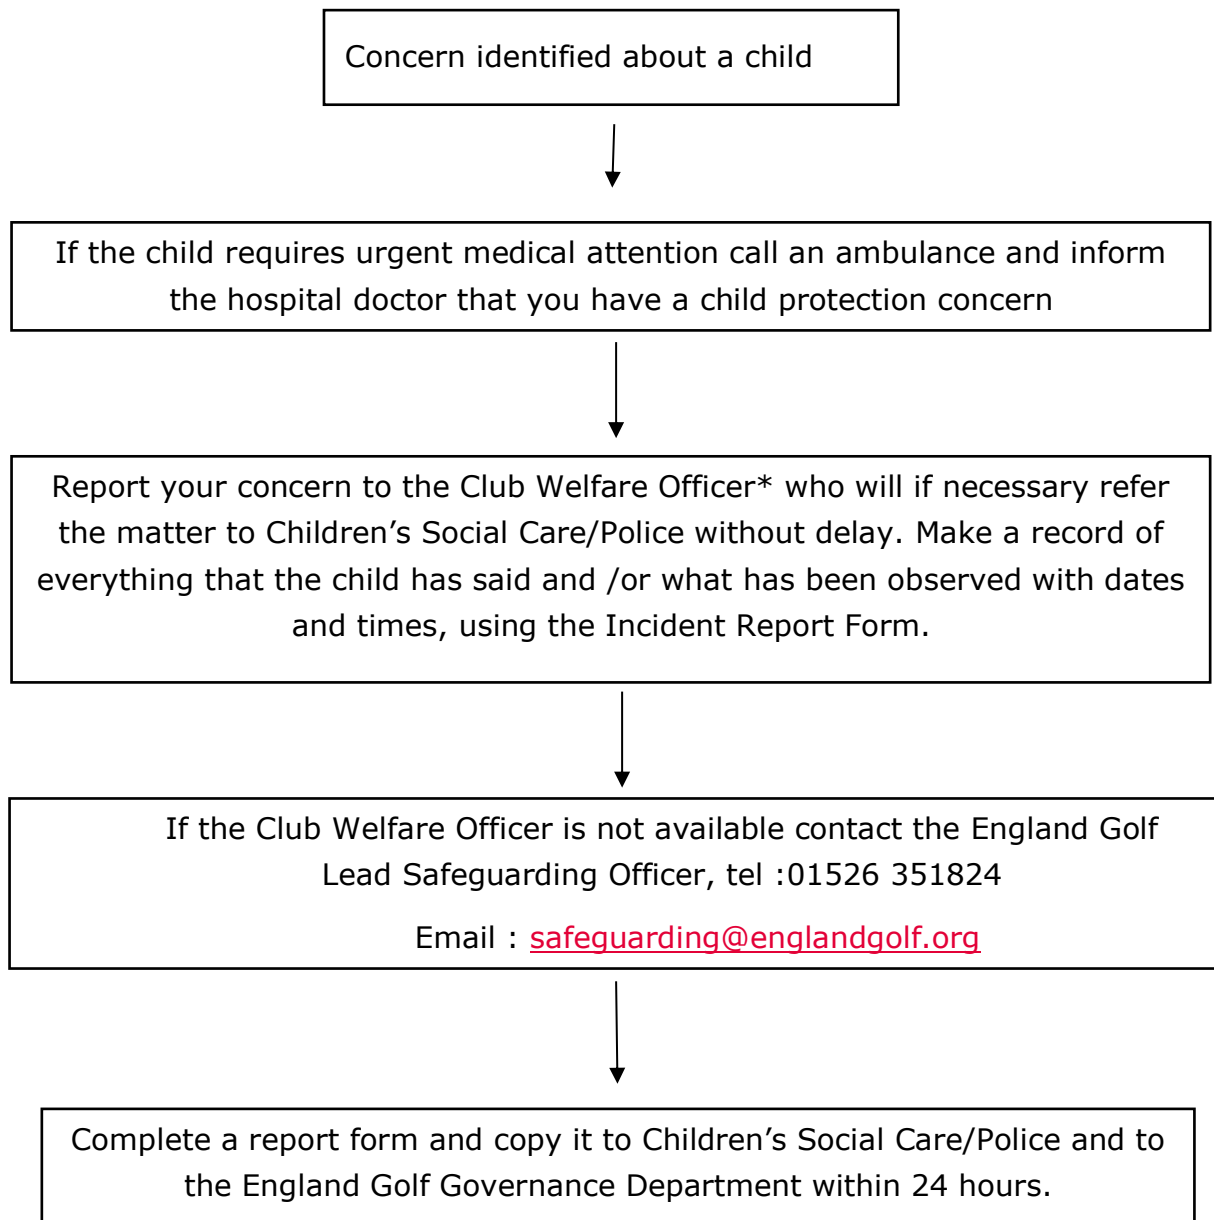 Concern identified about a child
If the child requires urgent medical attention call an ambulance and inform
the hospital doctor that you have a child protection concern
Report your concern to the Club Welfare Officer* who will if necessary refer
the matter to Children’s Social Care/Police without delay. Make a record of
everything that the child has said and /or what has been observed with dates
and times, using the Incident Report Form.
If the Club Welfare Officer is not available contact the England Golf
Lead Safeguarding Officer, tel :01526 351824
Email : safeguarding@englandgolf.org
Complete a report form and copy it to Children’s Social Care/Police and to
the England Golf Governance Department within 24 hours.